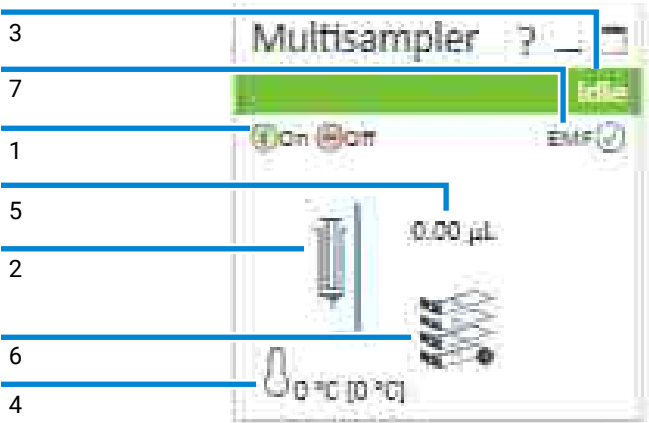 3
Multisampler ? _
7
Idle
1
On Off EMF
5
0.00 µL
2
6
4
0 °C [0 °C]